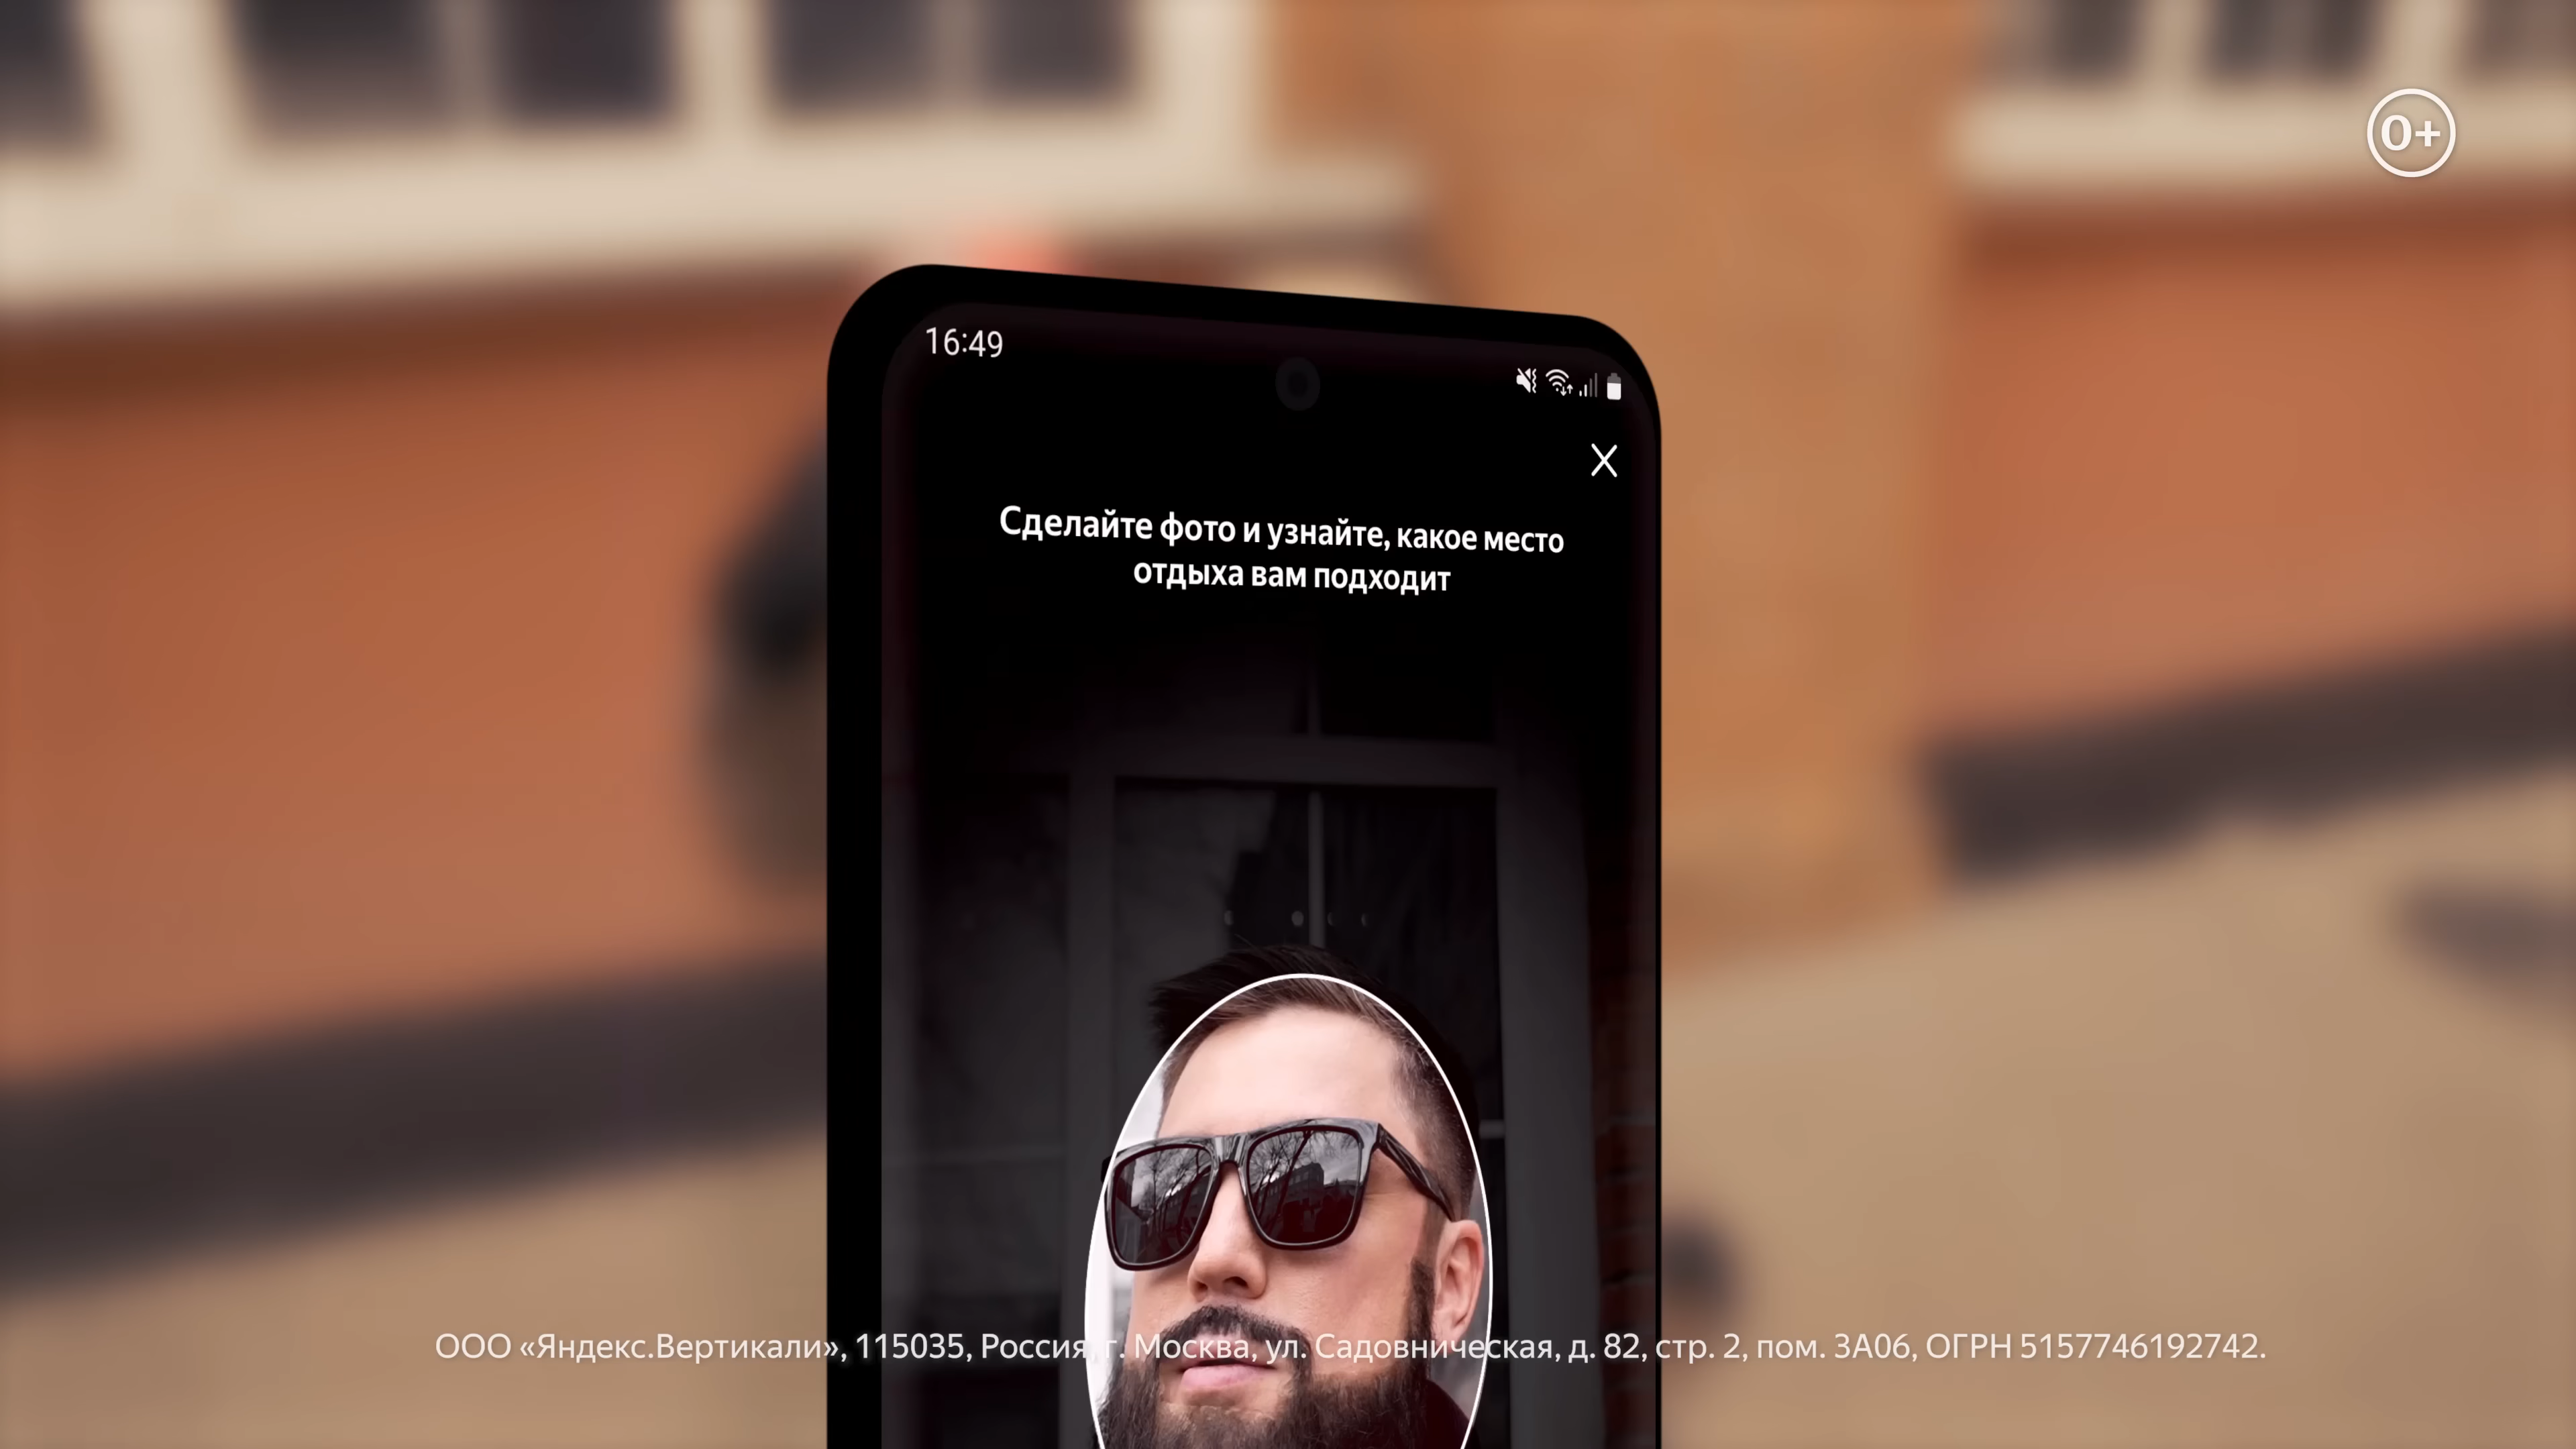 0+
16:49
Сделайте фото и узнайте, какое место
отдыха вам подходит
ООО «Яндекс.Вертикали», 115035, Россия, г. Москва, ул. Садовническая, д. 82, стр. 2, пом. 3А06, ОГРН 5157746192742.